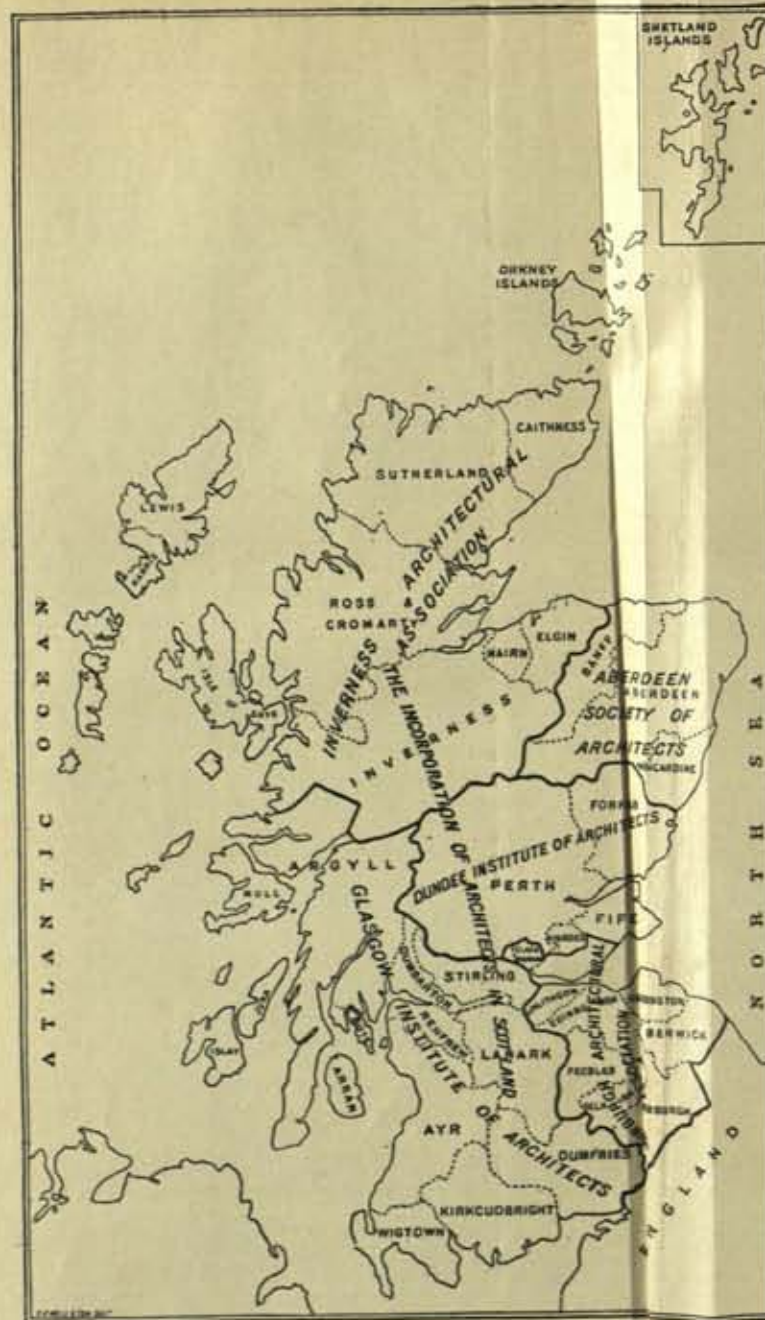 SHETLAND
ISLANDS
ORKNEY
ISLANDS
CAITHNESS
SUTHERLAND
LEWIS
HARRIS
ROSS
&
CROMARTY
NAIRN
ELGIN
BANFF
ISLE
SKYE
INVERNESS
ARCHITECTURAL
ASSOCIATION
THE INCORPORATION OF ARCHITECTS IN SCOTLAND
INVERNESS
ABERDEEN
ABERDEEN
SOCIETY OF
ARCHITECTS
FORFAR
DUNDEE INSTITUTE OF ARCHITECTS
PERTH
FIFE
ARGYLL
MULL
GLASGOW
INSTITUTE
OF ARCHITECTS
DUMBARTON
STIRLING
RENFREW
LANARK
ISLAY
ARRAN
ARCHITECTURAL
BERWICK
PEEBLES
AYR
DUMFRIES
KIRKCUDBRIGHT
WIGTOWN
ATLANTIC OCEAN
NORTH SEA
ENGLAND